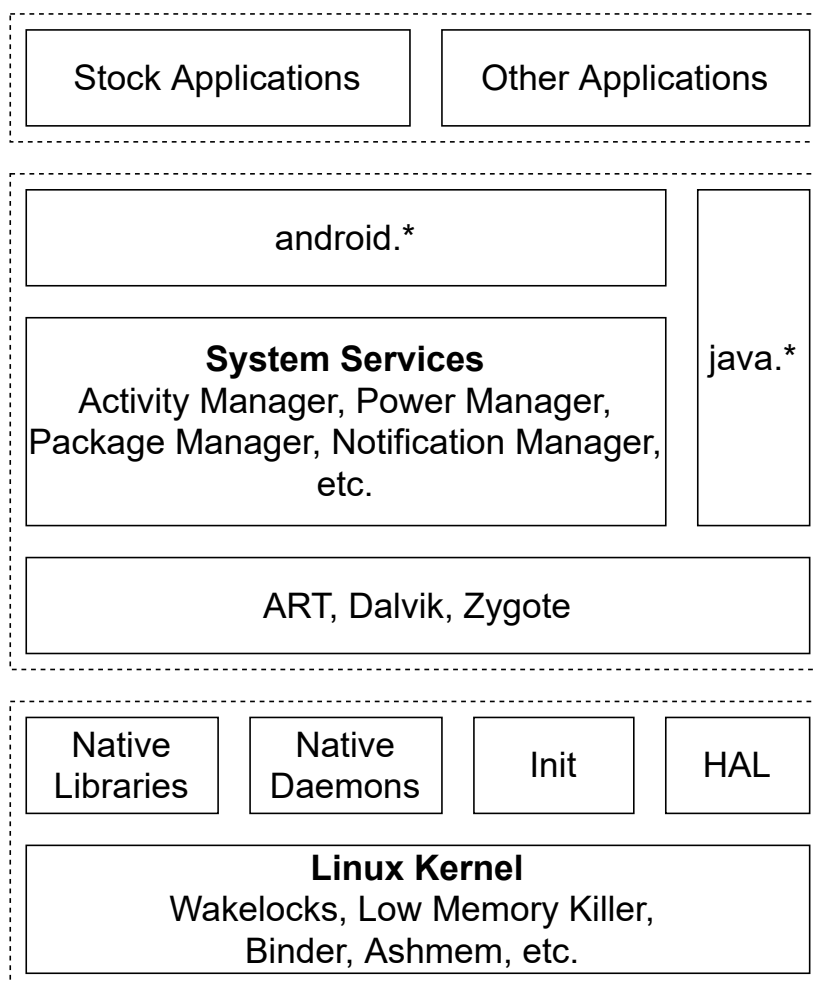 Stock Applications
Other Applications
android.*
java.*
System Services
Activity Manager, Power Manager,
Package Manager, Notification Manager,
etc.
ART, Dalvik, Zygote
Native
Libraries
Native
Daemons
Init
HAL
Linux Kernel
Wakelocks, Low Memory Killer,
Binder, Ashmem, etc.